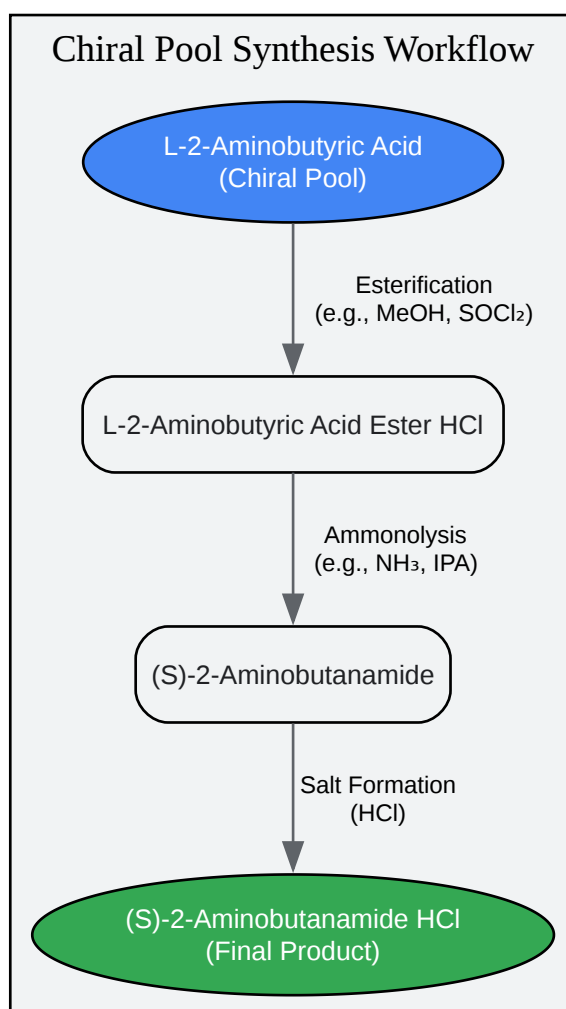 Chiral Pool Synthesis Workflow
L-2-Aminobutyric Acid
(Chiral Pool)
Esterification
(e.g., MeOH, SOCl₂)
L-2-Aminobutyric Acid Ester HCl
Ammonolysis
(e.g., NH₃, IPA)
(S)-2-Aminobutanamide
Salt Formation
(HCl)
(S)-2-Aminobutanamide HCl
(Final Product)